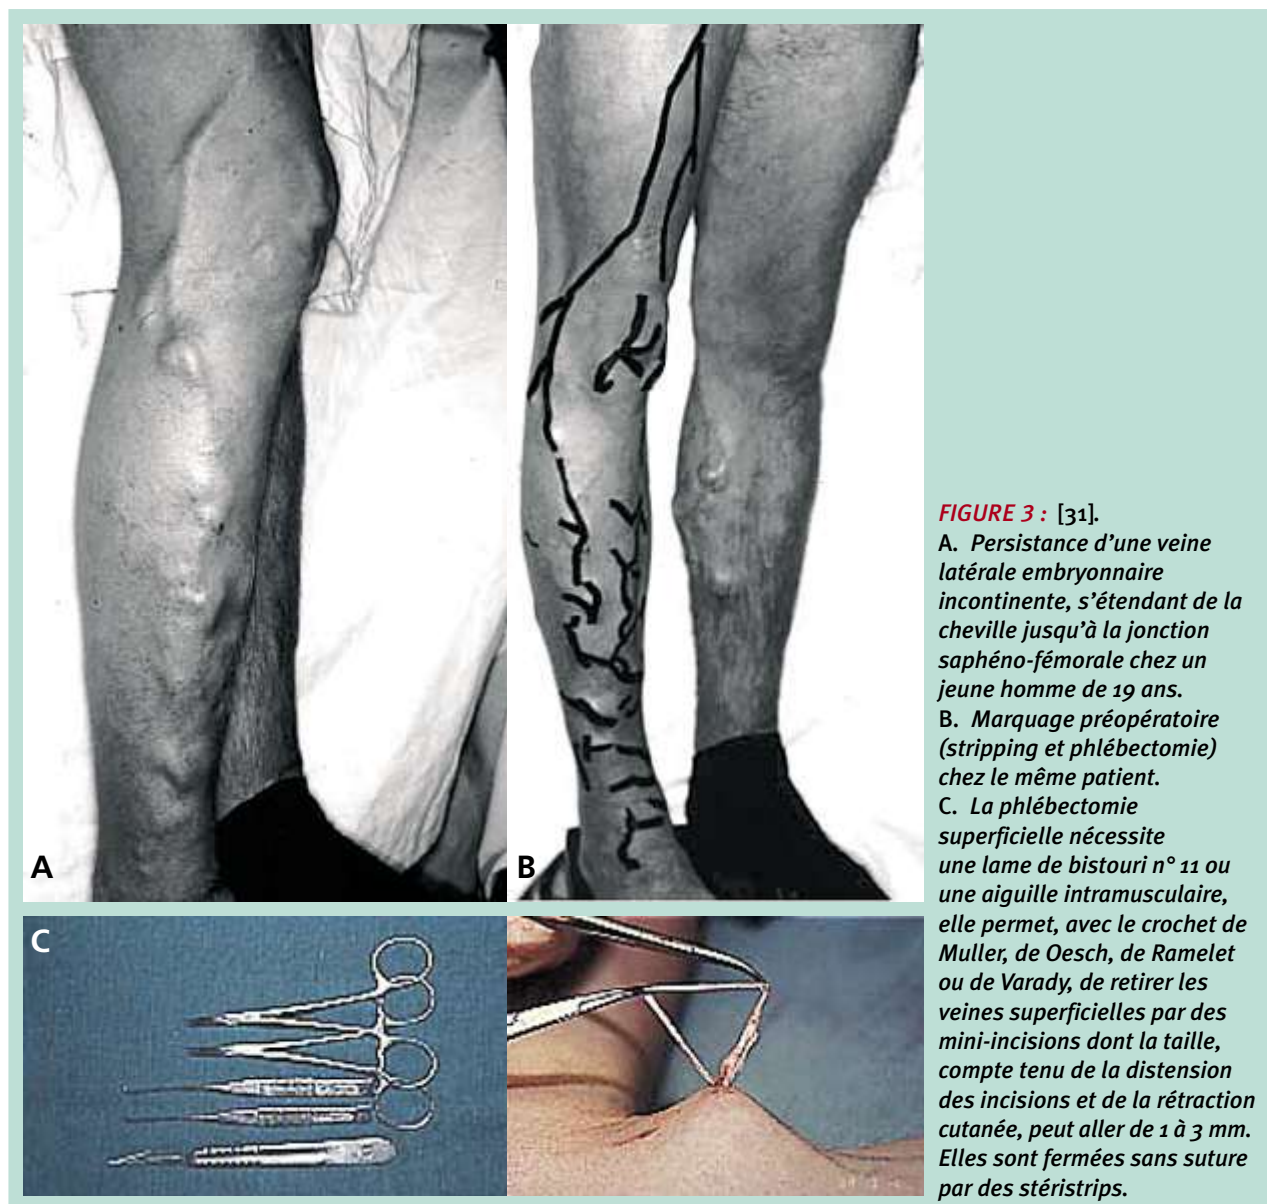 A
B
C
FIGURE 3 : [31].
A. Persistance d’une veine
latérale embryonnaire
incontinente, s’étendant de la
cheville jusqu’à la jonction
saphéno-fémorale chez un
jeune homme de 19 ans.
B. Marquage préopératoire
(stripping et phlébectomie)
chez le même patient.
C. La phlébectomie
superficielle nécessite
une lame de bistouri n° 11 ou
une aiguille intramusculaire,
elle permet, avec le crochet de
Muller, de Oesch, de Ramelet
ou de Varady, de retirer les
veines superficielles par des
mini-incisions dont la taille,
compte tenu de la distension
des incisions et de la rétraction
cutanée, peut aller de 1 à 3 mm.
Elles sont fermées sans suture
par des stéristrips.